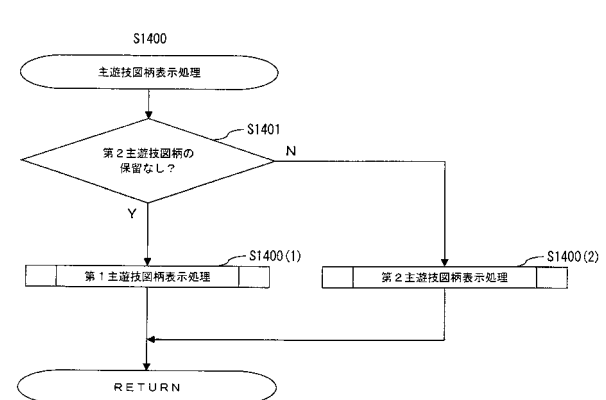 S1400
主遊技図柄表示処理
S1401
第2主遊技図柄の
保留なし？
N
Y
S1400(1)
第1主遊技図柄表示処理
S1400(2)
第2主遊技図柄表示処理
RETURN